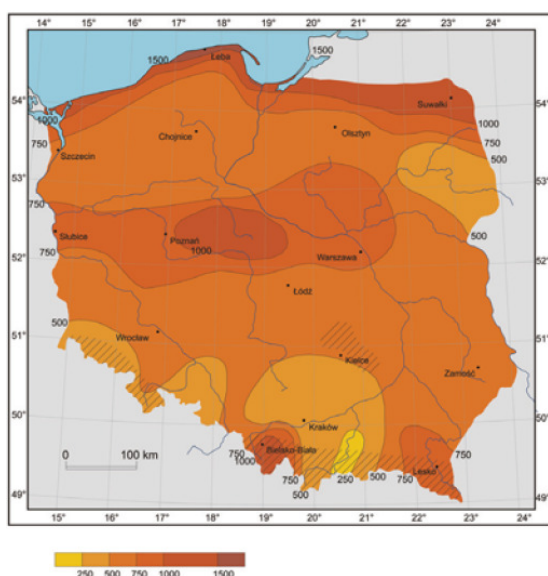 14° 15° 16° 17° 18° 19° 20° 21° 22° 23° 24°
1500
Łeba
1500
54°
Suwałki
54°
1000
1000
Chojnice
Olsztyn
750
750
Szczecin
500
53°
53°
750
500
Słubice
Poznań
52°
750
1000
Warszawa
52°
Łódź
51°
500
Wrocław
51°
Kielce
Zamość
50°
Kraków
50°
0 100 km
750
Bielsko-Biała
750
1000
Lesko
49°
750
500
250
500
750
49°
15° 16° 17° 18° 19° 20° 21° 22° 23° 24°
250 500 750 1000 1500